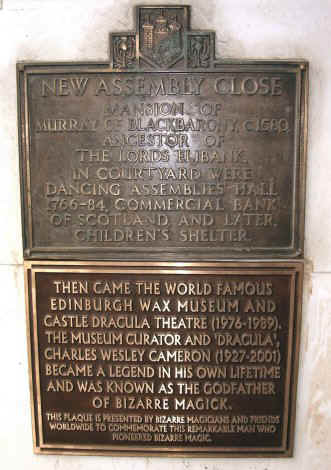 NEW ASSEMBLY CLOSE
MANSION OF
MURRAY OF BLACKBARONY, C.1580,
ANCESTOR OF
THE LORDS ELIBANK.
IN COURTYARD WERE
DANCING ASSEMBLIES' HALL
1766-84, COMMERCIAL BANK
OF SCOTLAND AND LATER,
CHILDREN'S SHELTER.
THEN CAME THE WORLD FAMOUS
EDINBURGH WAX MUSEUM AND
CASTLE DRACULA THEATRE (1976-1989).
THE MUSEUM CURATOR AND 'DRACULA',
CHARLES WESLEY CAMERON (1927-2001)
BECAME A LEGEND IN HIS OWN LIFETIME
AND WAS KNOWN AS THE GODFATHER
OF BIZARRE MAGICK.
THIS PLAQUE IS PRESENTED BY BIZARRE MAGICIANS AND FRIENDS
WORLDWIDE TO COMMEMORATE THIS REMARKABLE MAN WHO
PIONEERED BIZARRE MAGIC.